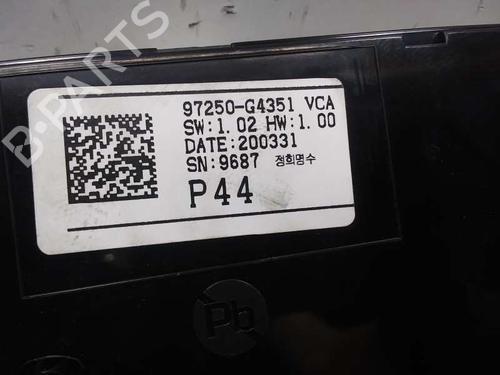 97250-G4351 VCA
SW:1.02 HW:1.00
DATE:200331
SN:9687 정희명수
P44
Pb
B-PARTS